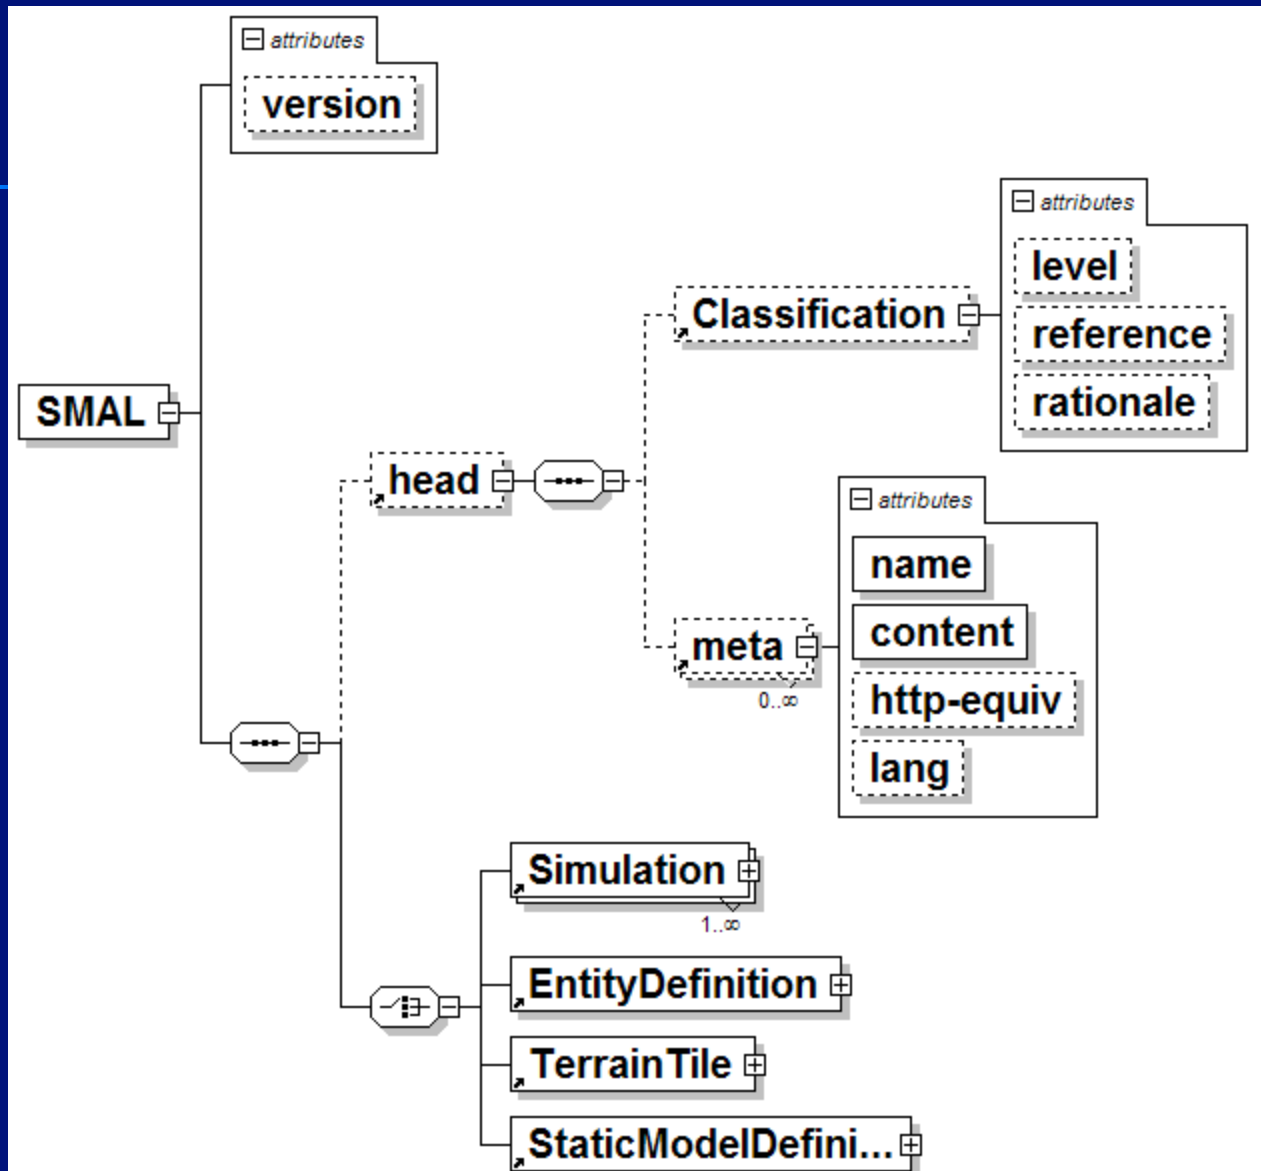 attributes
version
attributes
level
Classification
reference
rationale
SMAL
head
attributes
name
content
meta
http-equiv
0..∞
lang
Simulation
1..∞
EntityDefinition
TerrainTile
StaticModelDefini...